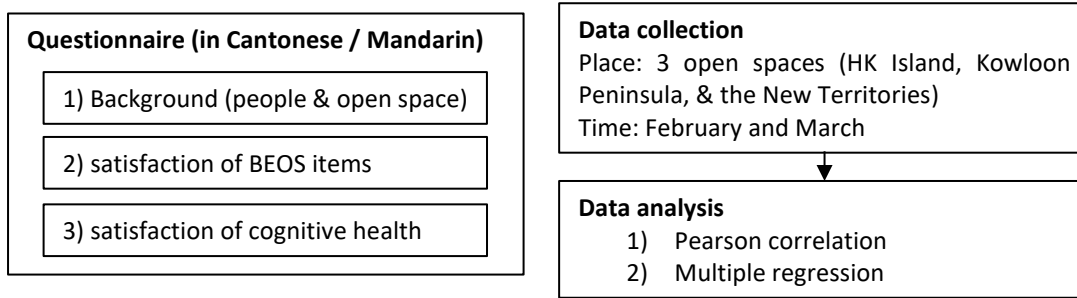 Questionnaire (in Cantonese / Mandarin)
1) Background (people & open space)
2) satisfaction of BEOS items
3) satisfaction of cognitive health
Data collection
Place: 3 open spaces (HK Island, Kowloon
Peninsula, & the New Territories)
Time: February and March
Data analysis
1) Pearson correlation
2) Multiple regression